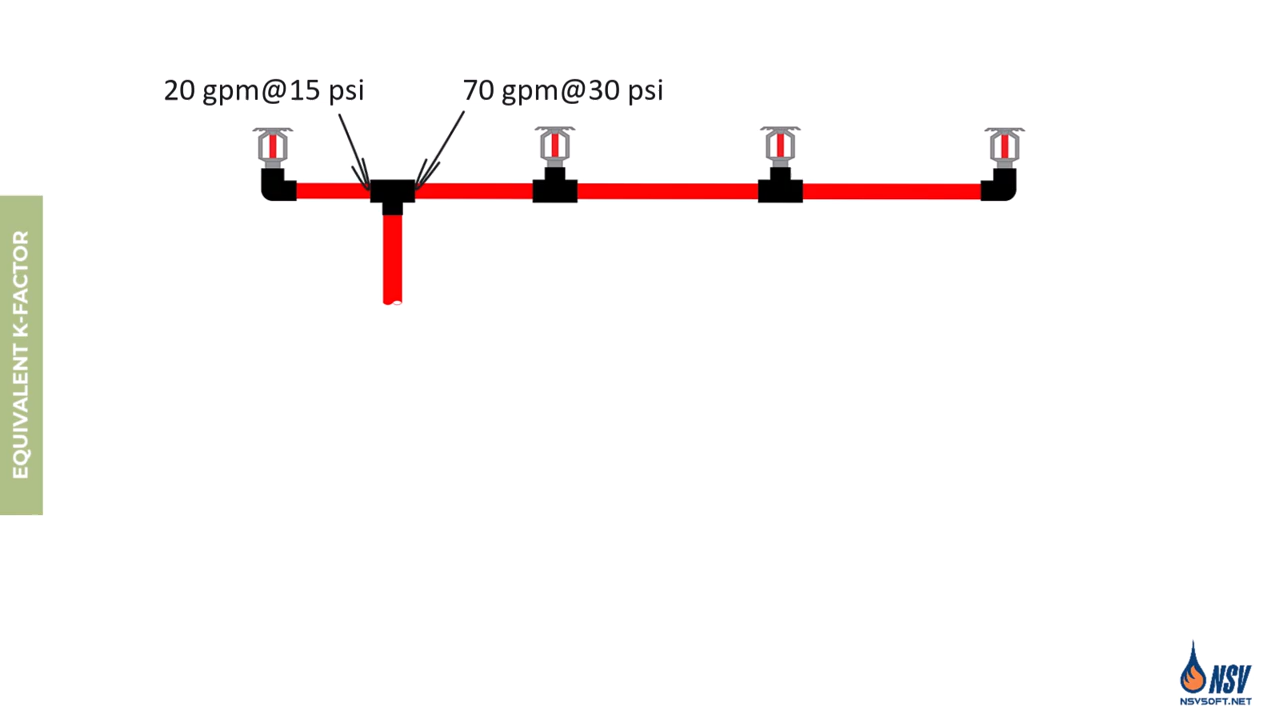 20 gpm@15 psi
70 gpm@30 psi
EQUIVALENT K-FACTOR
NSV
NSVSOFT.NET